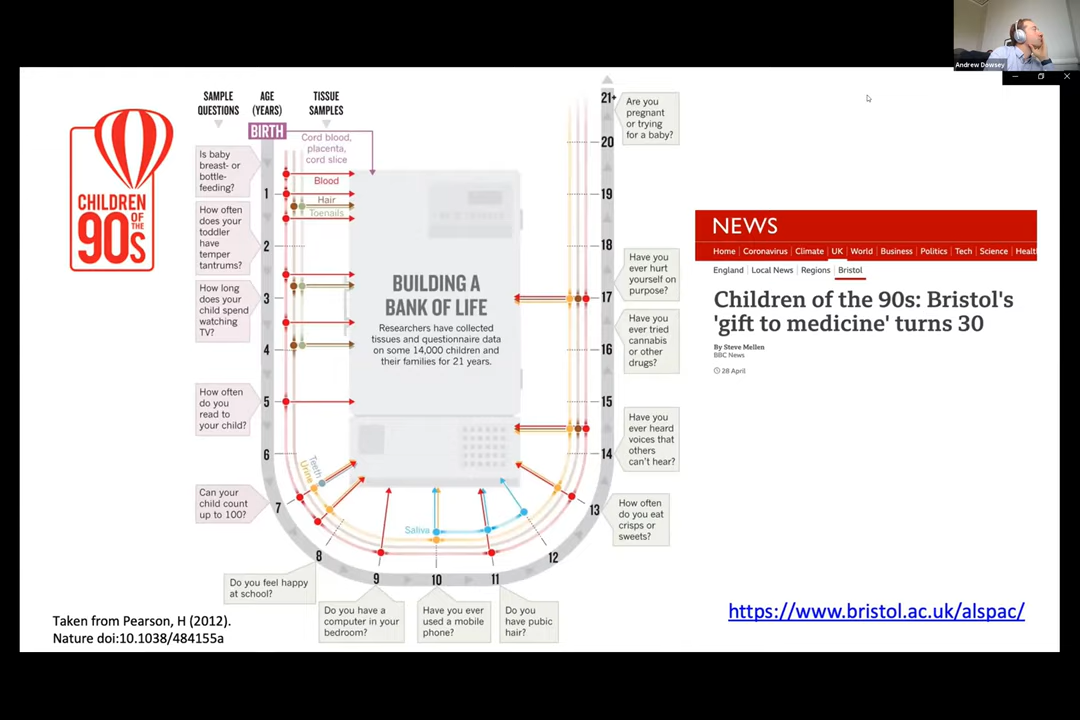 Andrew Dowsey
CHILDREN
OF THE
90s
SAMPLE
QUESTIONS
AGE
(YEARS)
TISSUE
SAMPLES
BIRTH
Cord blood,
placenta,
cord slice
Blood
Hair
Toenails
Is baby
breast- or
bottle-
feeding?
How often
does your
toddler
have
temper
tantrums?
How long
does your
child spend
watching
TV?
How often
do you
read to
your child?
Can your
child count
up to 100?
1
2
3
4
5
6
7
8
9
10
11
12
13
14
15
16
17
18
19
20
21+
Teeth
Urine
Saliva
BUILDING A
BANK OF LIFE
Researchers have collected
tissues and questionnaire data
on some 14,000 children and
their families for 21 years.
Do you feel happy
at school?
Do you have a
computer in your
bedroom?
Have you ever
used a mobile
phone?
Do you
have pubic
hair?
How often
do you eat
crisps or
sweets?
Have you
ever heard
voices that
others
can't hear?
Have you
ever tried
cannabis
or other
drugs?
Have you
ever hurt
yourself on
purpose?
Are you
pregnant
or trying
for a baby?
NEWS
Home Coronavirus Climate UK World Business Politics Tech Science Healt
England Local News Regions Bristol
Children of the 90s: Bristol's
'gift to medicine' turns 30
By Steve Mellen
BBC News
28 April
https://www.bristol.ac.uk/alspac/
Taken from Pearson, H (2012).
Nature doi:10.1038/484155a